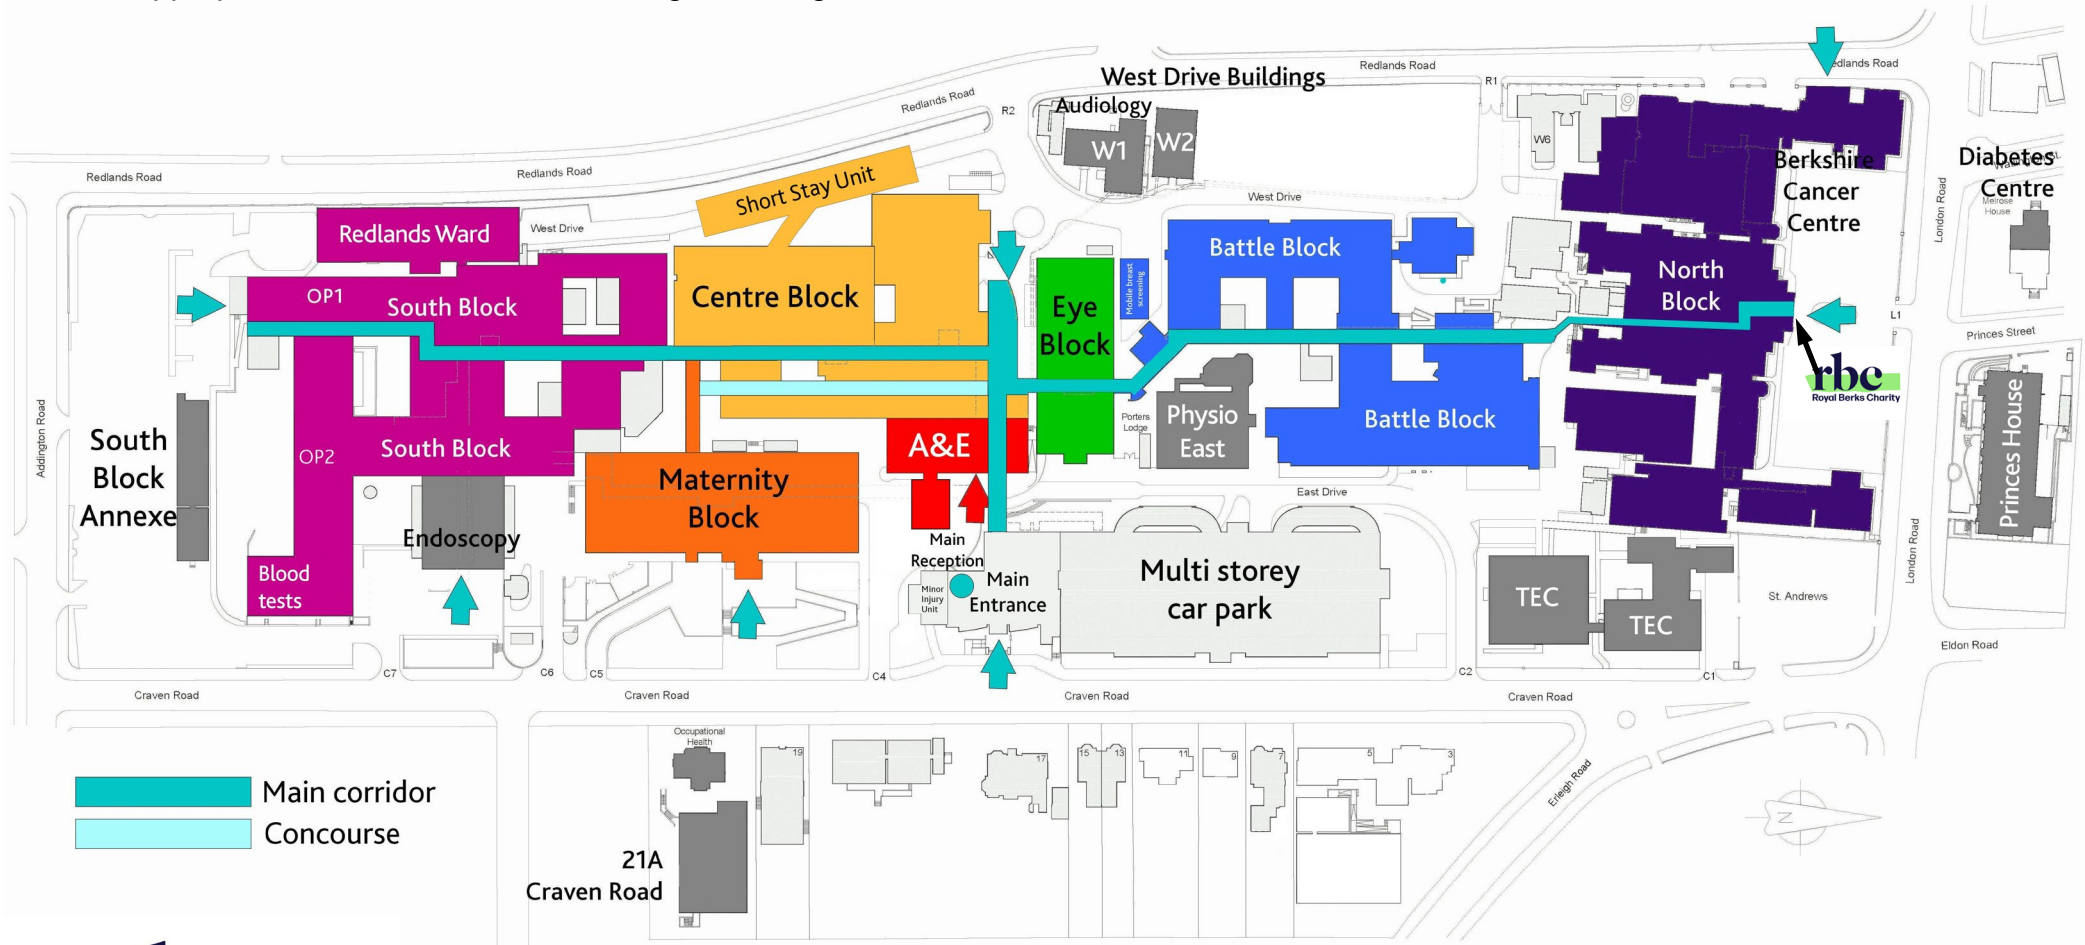 West Drive Buildings
Audiology
W1
W2
R1
R2
Redlands Road
Redlands Road
Redlands Road
Redlands Road
edlands Road
W6
Berkshire
Cancer
Centre
Diabetes
Centre
Melrose
House
London Road
Short Stay Unit
Redlands Ward
West Drive
West Drive
OP1
South Block
Centre Block
Eye
Block
Mobile breast
screening
Battle Block
North
Block
L1
Princes Street
rbc
Royal Berks Charity
Addington Road
South
Block
Annexe
OP2
South Block
Endoscopy
Blood
tests
Maternity
Block
A&E
Porters
Lodge
Physio
East
Battle Block
East Drive
Princes House
Main
Reception
Minor
Injury
Unit
Main
Entrance
Multi storey
car park
TEC
TEC
St. Andrews
London Road
Eldon Road
C7
C6
C5
C4
C2
C1
Craven Road
Craven Road
Craven Road
Craven Road
Occupational
Health
19
17
15
13
11
9
7
5
3
Erleigh Road
N
Main corridor
Concourse
21A
Craven Road